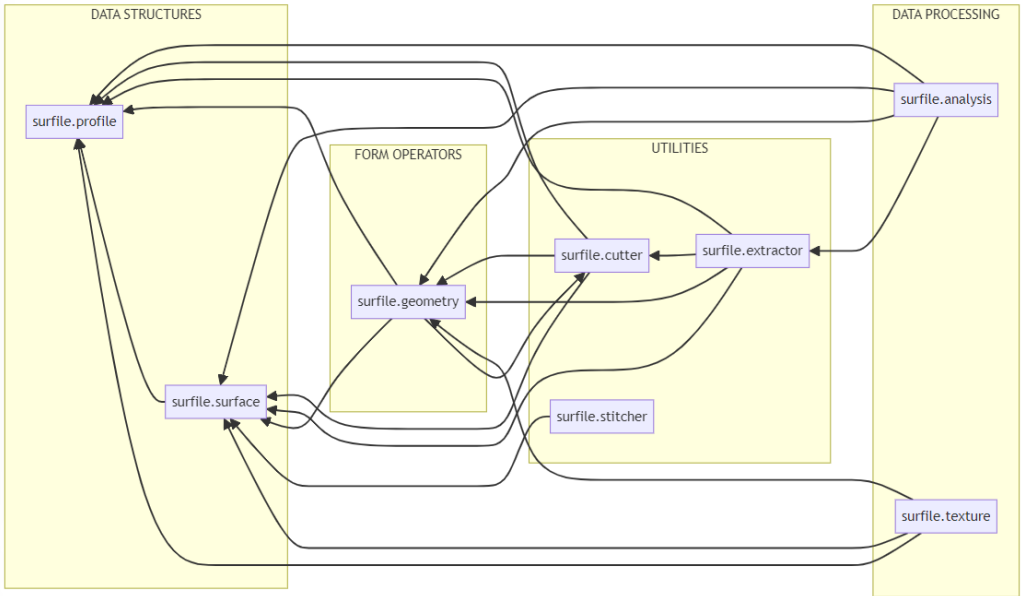 DATA STRUCTURES
DATA PROCESSING
surfile.profile
surfile.analysis
FORM OPERATORS
UTILITIES
surfile.cutter
surfile.extractor
surfile.geometry
surfile.surface
surfile.stitcher
surfile.texture